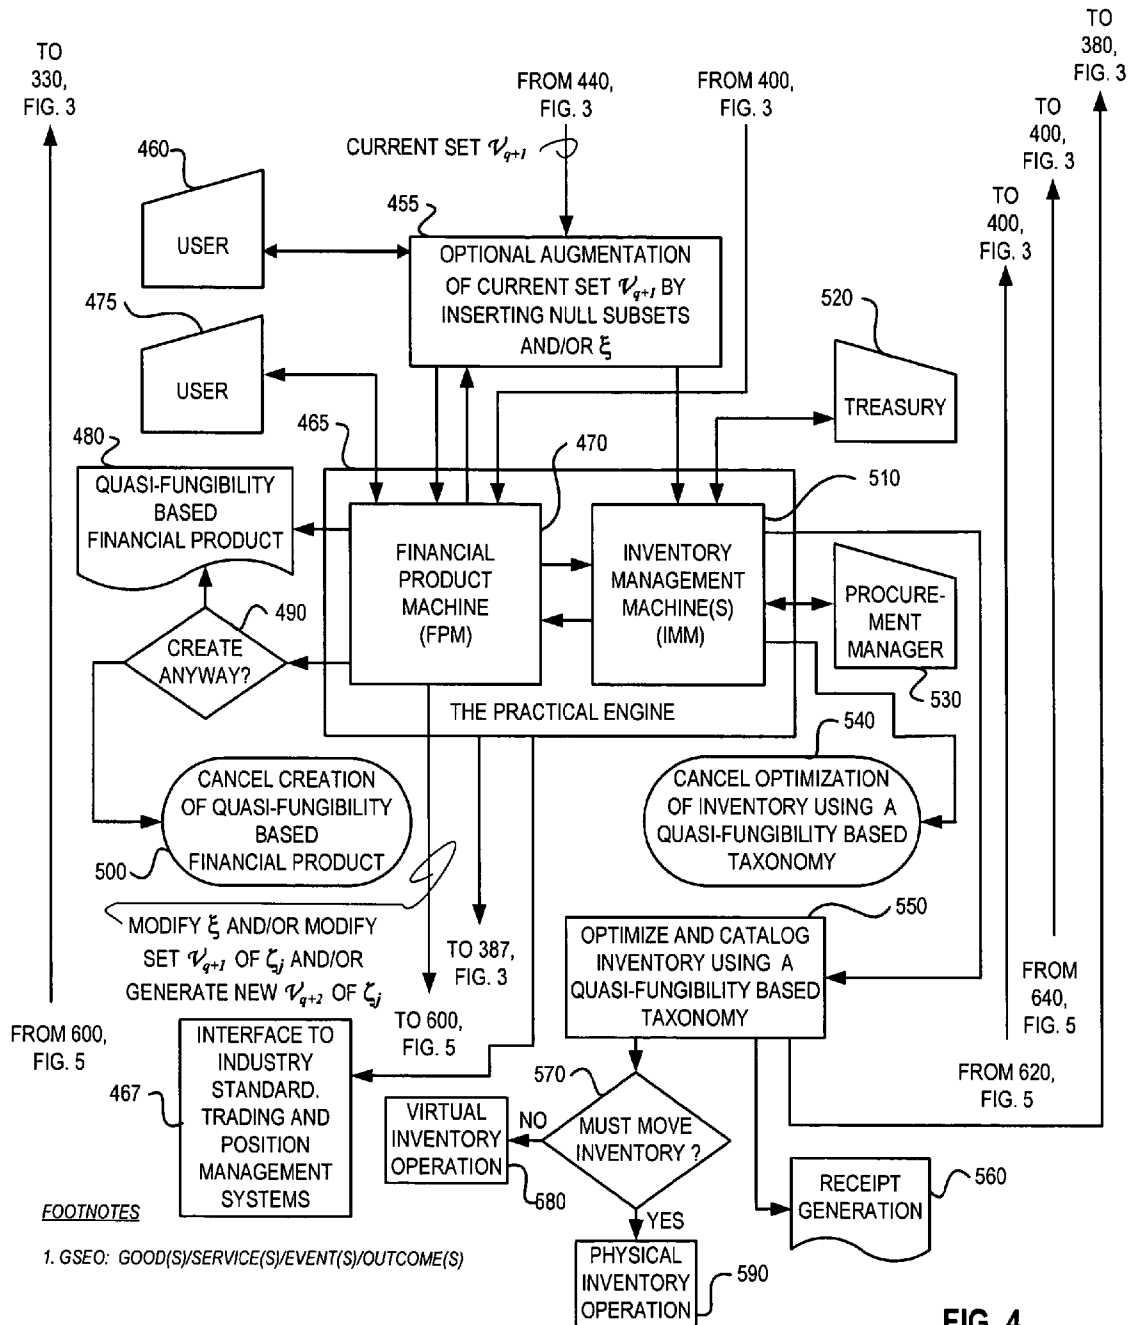 TO
330,
FIG. 3
FROM 440,
FIG. 3
FROM 400,
FIG. 3
TO
380,
FIG. 3
TO
400,
FIG. 3
TO
400,
FIG. 3
CURRENT SET 𝒱q+1
460
USER
455
OPTIONAL AUGMENTATION
OF CURRENT SET 𝒱q+1 BY
INSERTING NULL SUBSETS
AND/OR ξ
475
USER
520
TREASURY
465
470
510
480
QUASI-FUNGIBILITY
BASED
FINANCIAL PRODUCT
FINANCIAL
PRODUCT
MACHINE
(FPM)
INVENTORY
MANAGEMENT
MACHINE(S)
(IMM)
PROCURE-
MENT
MANAGER
530
490
CREATE
ANYWAY?
THE PRACTICAL ENGINE
540
CANCEL CREATION
OF QUASI-FUNGIBILITY
BASED
FINANCIAL PRODUCT
500
CANCEL OPTIMIZATION
OF INVENTORY USING A
QUASI-FUNGIBILITY BASED
TAXONOMY
MODIFY ξ AND/OR MODIFY
SET 𝒱q+1 OF ζj AND/OR
GENERATE NEW 𝒱q+2 OF ζj
TO 387,
FIG. 3
550
OPTIMIZE AND CATALOG
INVENTORY USING A
QUASI-FUNGIBILITY BASED
TAXONOMY
FROM 600,
FIG. 5
TO 600,
FIG. 5
FROM
640,
FIG. 5
FROM 620,
FIG. 5
467
INTERFACE TO
INDUSTRY
STANDARD.
TRADING AND
POSITION
MANAGEMENT
SYSTEMS
570
MUST MOVE
INVENTORY ?
NO
VIRTUAL
INVENTORY
OPERATION
580
YES
PHYSICAL
INVENTORY
OPERATION
590
RECEIPT
GENERATION
560
FOOTNOTES
1. GSEO: GOOD(S)/SERVICE(S)/EVENT(S)/OUTCOME(S)
FIG. 4